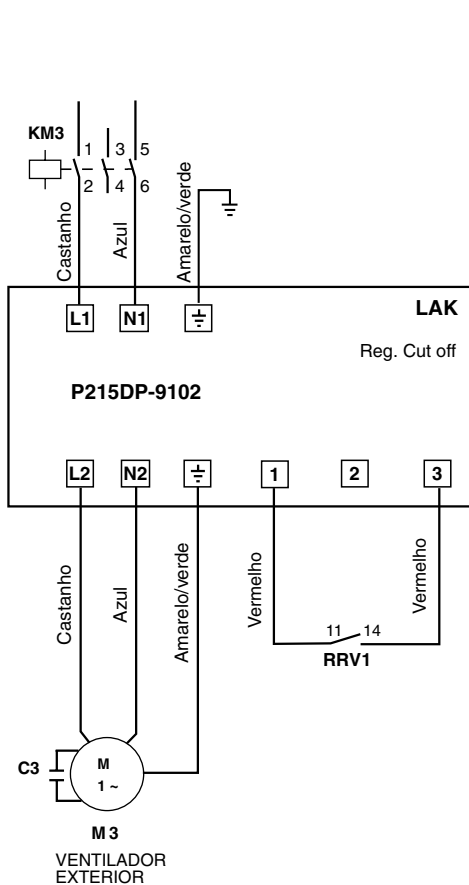 KM3
1 3 5
2 4 6
Castanho
Azul
Amarelo/verde
LAK
L1 N1
Reg. Cut off
P215DP-9102
L2 N2 1 2 3
Castanho
Azul
Amarelo/verde
Vermelho
Vermelho
11 14
RRV1
C3
M
1 ~
M 3
VENTILADOR
EXTERIOR